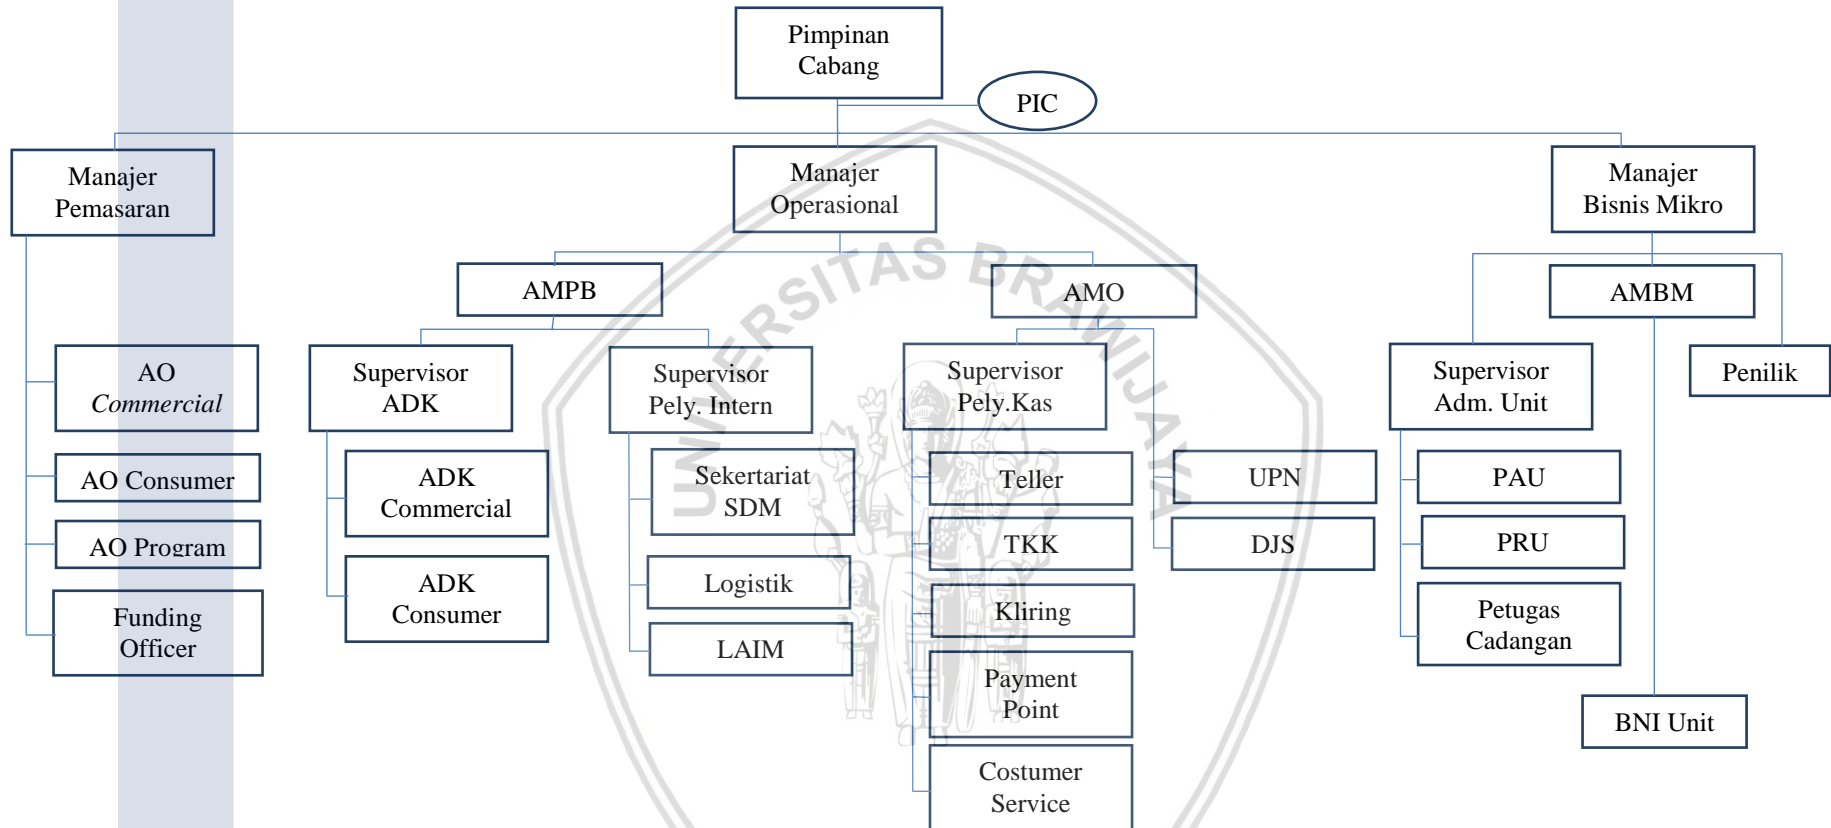 Pimpinan
Cabang
PIC
Manajer
Pemasaran
Manajer
Operasional
Manajer
Bisnis Mikro
UNIVERSITAS BRAWIJAYA
AMPB
AMO
AMBM
AO
Commercial
AO Consumer
AO Program
Funding
Officer
Supervisor
ADK
ADK
Commercial
ADK
Consumer
Supervisor
Pely. Intern
Sekertariat
SDM
Logistik
LAIM
Supervisor
Pely.Kas
Teller
TKK
Kliring
Payment
Point
Costumer
Service
UPN
DJS
Supervisor
Adm. Unit
PAU
PRU
Petugas
Cadangan
Penilik
BNI Unit